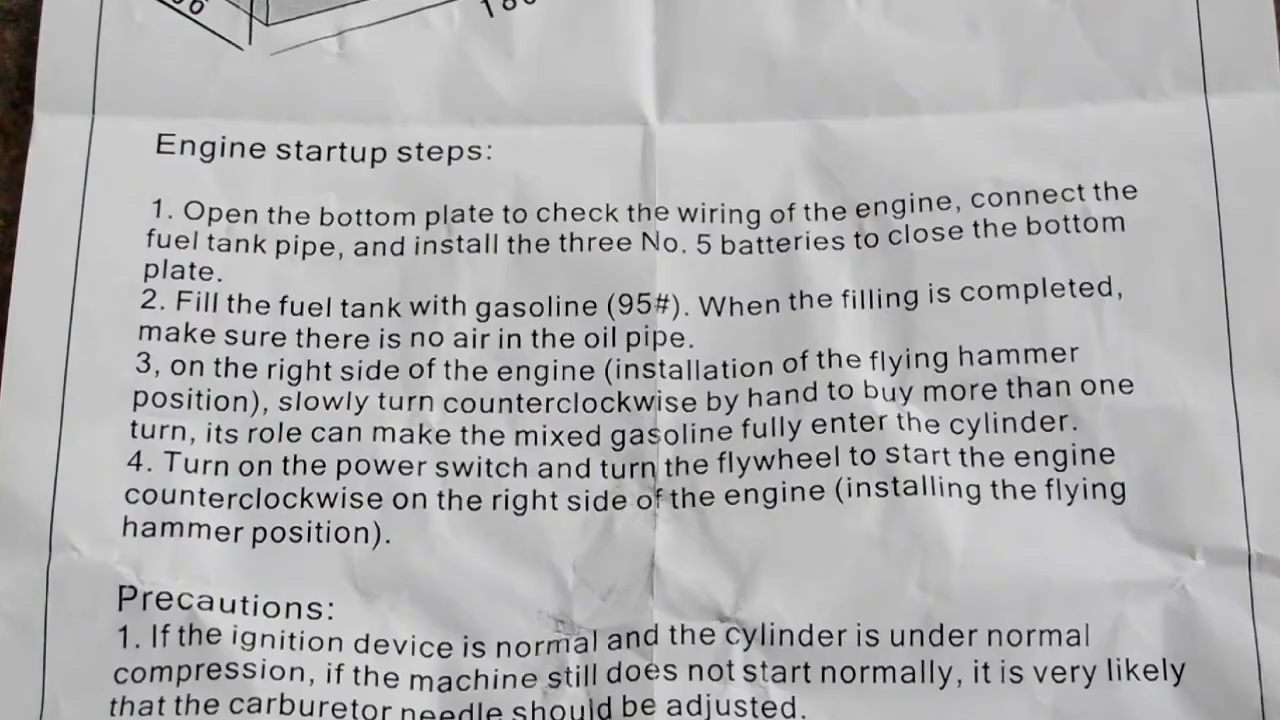 Engine startup steps:
1. Open the bottom plate to check the wiring of the engine, connect the
fuel tank pipe, and install the three No. 5 batteries to close the bottom
plate.
2. Fill the fuel tank with gasoline (95#). When the filling is completed,
make sure there is no air in the oil pipe.
3, on the right side of the engine (installation of the flying hammer
position), slowly turn counterclockwise by hand to buy more than one
turn, its role can make the mixed gasoline fully enter the cylinder.
4. Turn on the power switch and turn the flywheel to start the engine
counterclockwise on the right side of the engine (installing the flying
hammer position).
Precautions:
1. If the ignition device is normal and the cylinder is under normal
compression, if the machine still does not start normally, it is very likely
that the carburetor needle should be adjusted.